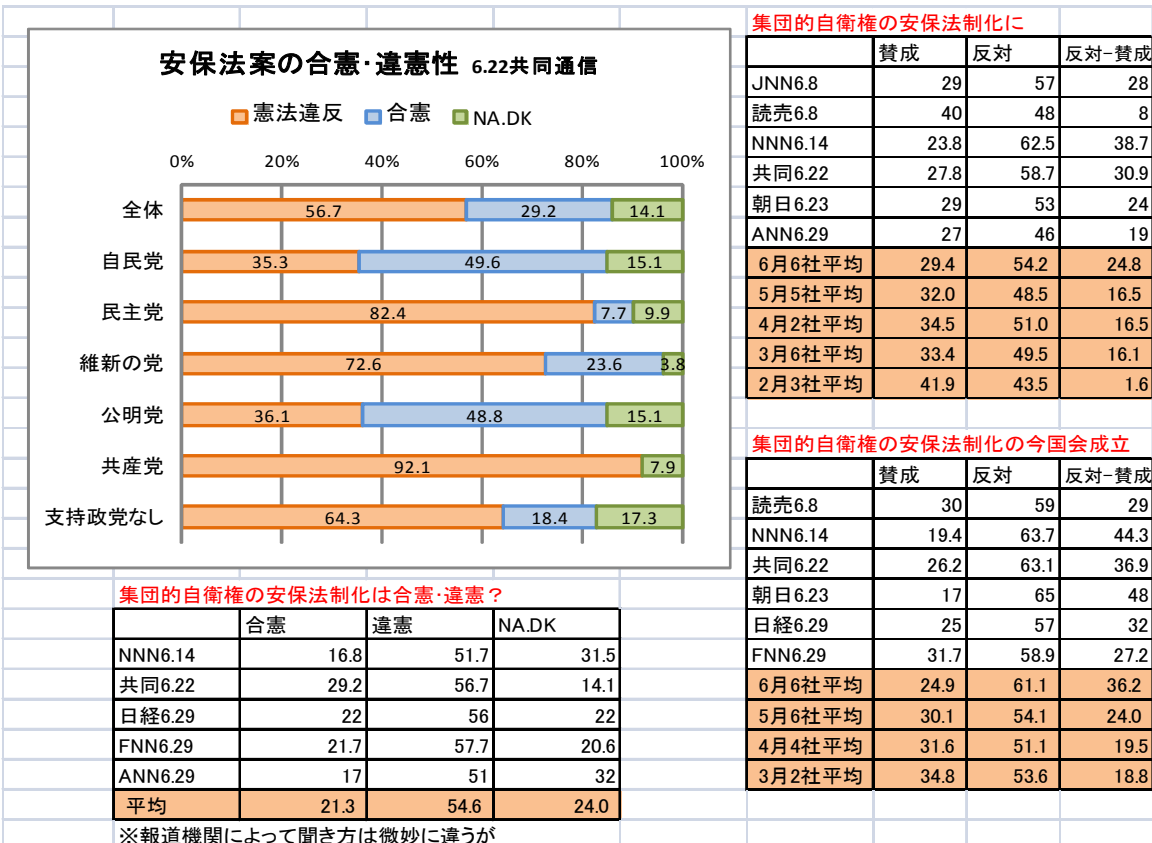 安保法案の合憲・違憲性 6.22共同通信
憲法違反 合憲 NA.DK
0% 20% 40% 60% 80% 100%
全体 56.7 29.2 14.1
自民党 35.3 49.6 15.1
民主党 82.4 7.7 9.9
維新の党 72.6 23.6 3.8
公明党 36.1 48.8 15.1
共産党 92.1 7.9
支持政党なし 64.3 18.4 17.3
集団的自衛権の安保法制化は合憲・違憲？
合憲 違憲 NA.DK
NNN6.14 16.8 51.7 31.5
共同6.22 29.2 56.7 14.1
日経6.29 22 56 22
FNN6.29 21.7 57.7 20.6
ANN6.29 17 51 32
平均 21.3 54.6 24.0
※報道機関によって聞き方は微妙に違うが
集団的自衛権の安保法制化に
賛成 反対 反対-賛成
JNN6.8 29 57 28
読売6.8 40 48 8
NNN6.14 23.8 62.5 38.7
共同6.22 27.8 58.7 30.9
朝日6.23 29 53 24
ANN6.29 27 46 19
6月6社平均 29.4 54.2 24.8
5月5社平均 32.0 48.5 16.5
4月2社平均 34.5 51.0 16.5
3月6社平均 33.4 49.5 16.1
2月3社平均 41.9 43.5 1.6
集団的自衛権の安保法制化の今国会成立
賛成 反対 反対-賛成
読売6.8 30 59 29
NNN6.14 19.4 63.7 44.3
共同6.22 26.2 63.1 36.9
朝日6.23 17 65 48
日経6.29 25 57 32
FNN6.29 31.7 58.9 27.2
6月6社平均 24.9 61.1 36.2
5月6社平均 30.1 54.1 24.0
4月4社平均 31.6 51.1 19.5
3月2社平均 34.8 53.6 18.8